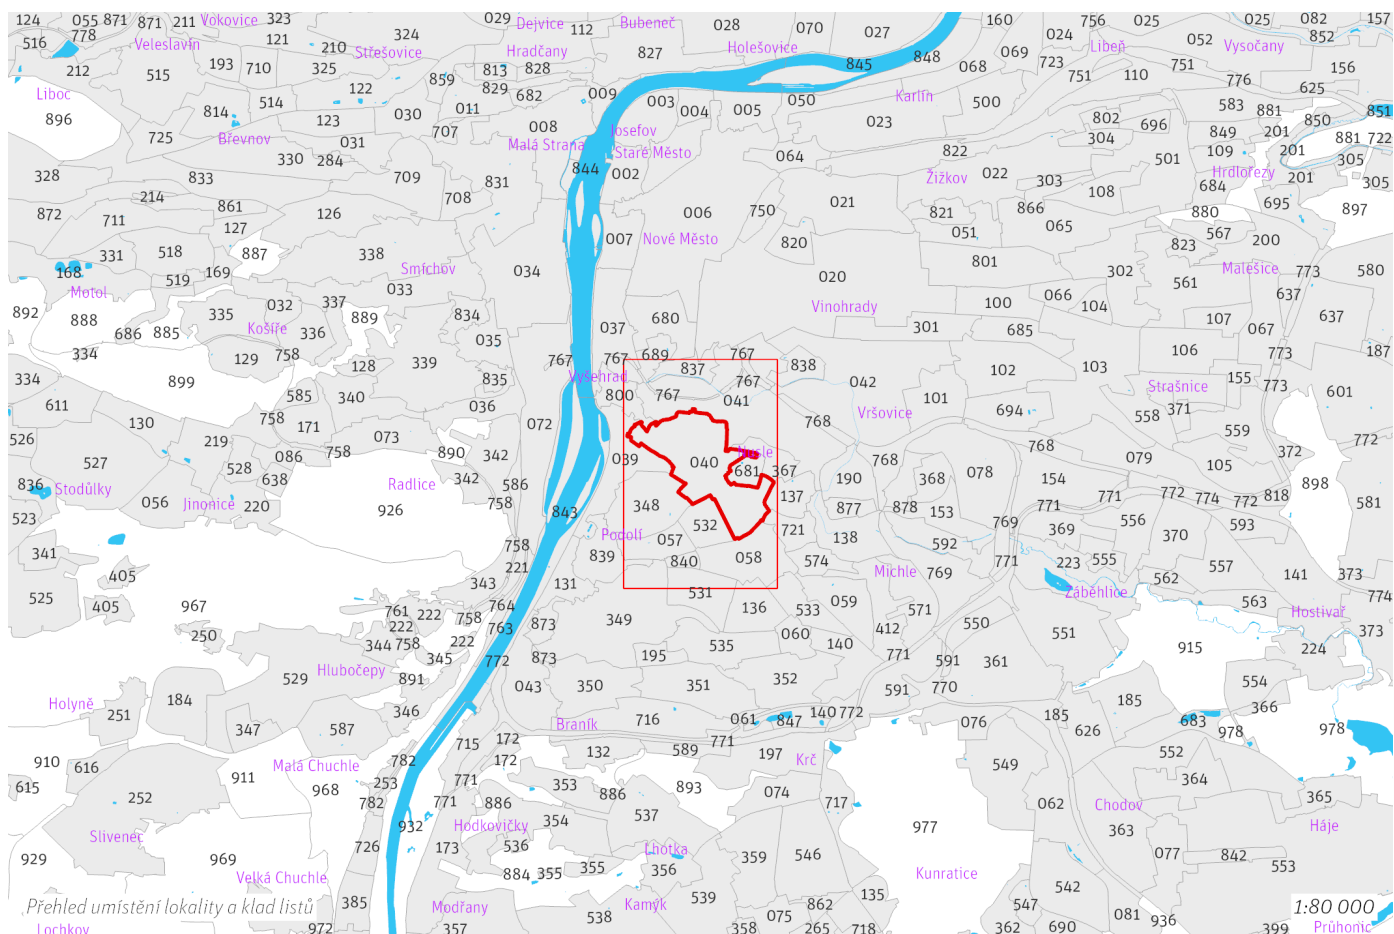 124 055 871 871 211 Vokovice 323 029 Dejvice 112 Bubeneč 028 070 027 160 756 025 025 082 157
516 778 Veleslavín 121 210 Střešovice 324 Hradčany 827 Holešovice 845 848 069 024 Libeň 052 Vysočany 852
212 515 193 710 325 859 813 828 068 723 751 110 751 776 156
Liboc 814 514 122 829 682 009 003 004 005 050 Karlín 500 583 881 625 851
896 725 Břevnov 123 030 011 707 008 Josefov 023 802 696 849 201 850 881 722
031 Malá Strana Staré Město 064 822 304 109 201 305
330 284 844 501 Hrdlořezy
328 833 709 831 002 Žižkov 022 303 108 684 201 305
872 214 861 126 708 006 750 021 821 866 065 880 695 897
711 127 007 Nové Město 820 051 567 200
331 518 887 338 034 801 823
168 519 169 Smíchov 020 302 561 Malešice 773 580
Motol 033 100 066 104 637
892 888 335 032 337 889 834 037 680 Vinohrady 107 067 637
686 885 Košíře 336 035 301 685
334 129 758 128 339 767 767 689 767 838 102 103 106 773 187
334 899 585 340 835 Vyšehrad 837 767 042 Strašnice 155 773 601
611 130 758 171 036 800 767 041 101 694 558 371
526 219 758 073 890 072 768 Vršovice 768 559 772
527 528 086 342 039 040 Nusle 768 079 105 372
836 Stodůlky 638 Radlice 342 586 681 367 190 368 078 154 898
523 056 Jinonice 220 926 758 843 348 137 877 878 153 771 771 772 774 772 818 581
341 Podolí 057 532 721 138 592 769 369 556 370 593
405 758 839 840 058 574 Michle 769 771 223 555 557
525 405 221 343 131 531 562 141 373 774
967 761 222 758 764 136 533 059 571 Záběhlice 563 Hostivař
250 222 763 873 349 060 412 550 551 373
344 758 222 535 140 771 915 224
345 772 873 195 591 361
529 Hlubočepy 891 043 350 351 352 591 770 185 554
Holyně 184 346 716 061 847 140 772 076 185 683 366
251 347 587 Braník 771 626 978 978
715 172 132 589 197 Krč 552
910 616 Malá Chuchle 782 172 549
615 911 968 253 771 353 886 893 074 364
252 782 771 886 537 717 062 Chodov 365
Slivenec 932 Hodkovičky 354 977 363 Háje
929 969 726 173 536 Lhotka 359 546 077 842
Velká Chuchle 884 355 355 356 Kunratice 553
385 539 135 542
Přehled umístění lokality a klad listů Modřany Kamýk 862 547 081 1:80 000
Lochkov 972 357 538 358 075 265 718 362 690 936 399 Průhonic